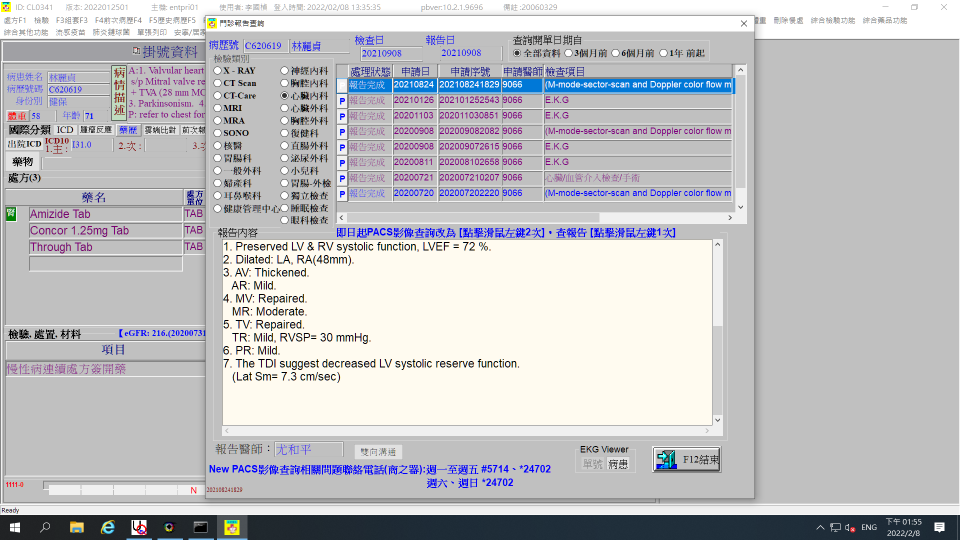 ID: CL0341 版本: 2022012501 主機: entpri01 使用者: 李國楨 登入時間: 2022/02/08 13:35:35 pbver:10.2.1.9696 備註 :20060329
處方F1 檢驗 F3組套F3 F4前次病歷F4 F5歷史病歷F5
刪除餐處 綜合檢驗功能 綜合藥品功能
綜合其他功能 流感疫苗 肺炎鏈球菌 單張列印
門診報告查詢
掛號資料
病患姓名 林麗貞
病歷號碼 C620619
身份別 健保
體重 58 年齡 71
病情描述
A:1. Valvular heart
s/p Mitral valve re
+ TVA (28 mm MC
3. Parkinsonism. 4
P: refer to chest for
國際分類 ICD 腫瘤反應 藥歷 雲端比對 前次輔
出院ICD ICD10
1.主: I31.0 2.次: 3.次
藥物
處方(3)
藥名 處方單位
腎 Amizide Tab TAB
Concor 1.25mg Tab TAB
Through Tab TAB
檢驗, 處置, 材料 【eGFR: 216.(20200731
項目
慢性病連續處方簽開藥
1111-0 N
Ready
病歷號 C620619 林麗貞 檢查日 20210908 報告日 20210908
查詢開單日期自
全部資料 3個月前 6個月前 1年 前起
檢驗類別
X - RAY 神經內科
CT Scan 胸腔內科
CT-Care 心臟內科
MRI 心臟外科
MRA 胸腔外科
SONO 復健科
核醫 直腸外科
胃腸科 泌尿外科
一般外科 小兒科
婦產科 胃腸-外檢
耳鼻喉科 獨立檢查
健康管理中心 睡眠檢查
眼科檢查
處理狀態 申請日 申請序號 申請醫師 檢查項目
報告完成 20210824 202108241829 9066 (M-mode-sector-scan and Doppler color flow m
P 報告完成 20210126 202101252543 9066 E.K.G
P 報告完成 20201103 202011030851 9066 E.K.G
P 報告完成 20200908 202009082082 9066 (M-mode-sector-scan and Doppler color flow m
P 報告完成 20200908 202009072615 9066 E.K.G
P 報告完成 20200811 202008102658 9066 E.K.G
P 報告完成 20200721 202007210207 9066 心臟/血管介入檢查/手術
P 報告完成 20200720 202007202220 9066 (M-mode-sector-scan and Doppler color flow m
報告內容 即日起PACS影像查詢改為 [點擊滑鼠左鍵2次]，查報告 [點擊滑鼠左鍵1次]
1. Preserved LV & RV systolic function, LVEF = 72 %.
2. Dilated: LA, RA(48mm).
3. AV: Thickened.
AR: Mild.
4. MV: Repaired.
MR: Moderate.
5. TV: Repaired.
TR: Mild, RVSP= 30 mmHg.
6. PR: Mild.
7. The TDI suggest decreased LV systolic reserve function.
(Lat Sm= 7.3 cm/sec)
報告醫師: 尤和平 雙向溝通
EKG Viewer
單號 病患
F12結束
New PACS影像查詢相關問題聯絡電話(商之器):週一至週五 #5714、*24702
週六、週日 *24702
202108241829
ENG 下午 01:55
2022/2/8